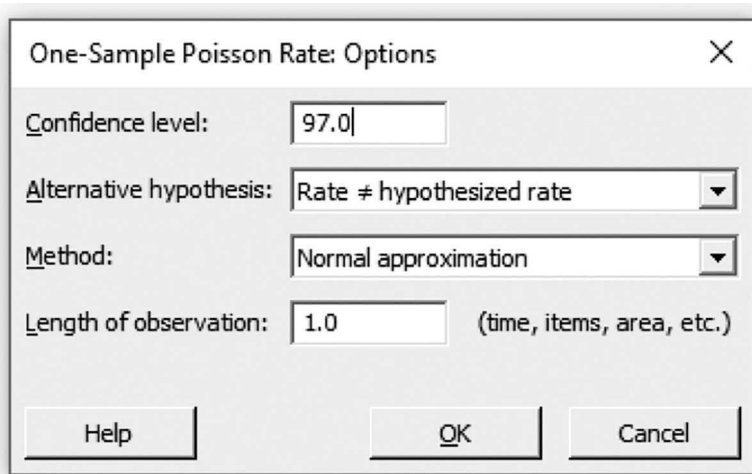 One-Sample Poisson Rate: Options
Confidence level: 97.0
Alternative hypothesis: Rate ≠ hypothesized rate
Method: Normal approximation
Length of observation: 1.0 (time, items, area, etc.)
Help OK Cancel